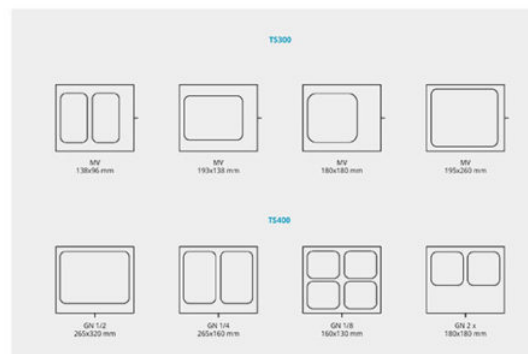 TS300
MV
138x96 mm
MV
193x138 mm
MV
180x180 mm
MV
195x260 mm
TS400
GN 1/2
265x320 mm
GN 1/4
265x160 mm
GN 1/8
160x130 mm
GN 2 x
180x180 mm